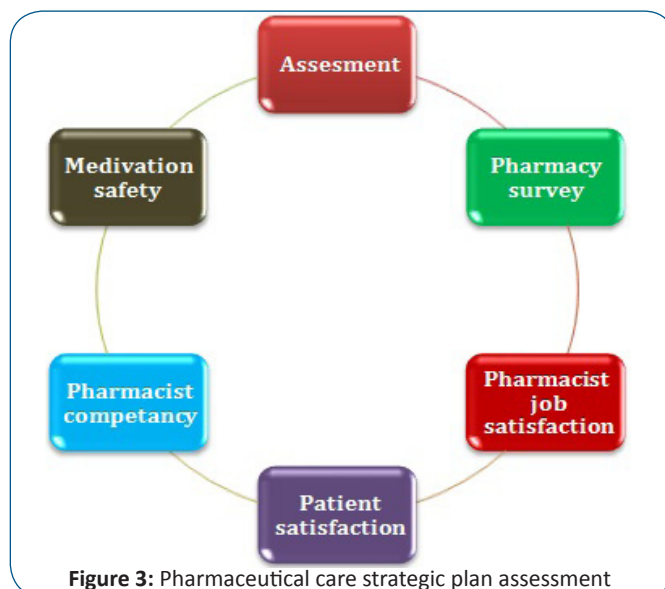 Assesment
Pharmacy
survey
Pharmacist
job
satisfaction
Patient
satisfaction
Pharmacist
competancy
Medivation
safety
Figure 3: Pharmaceutical care strategic plan assessment